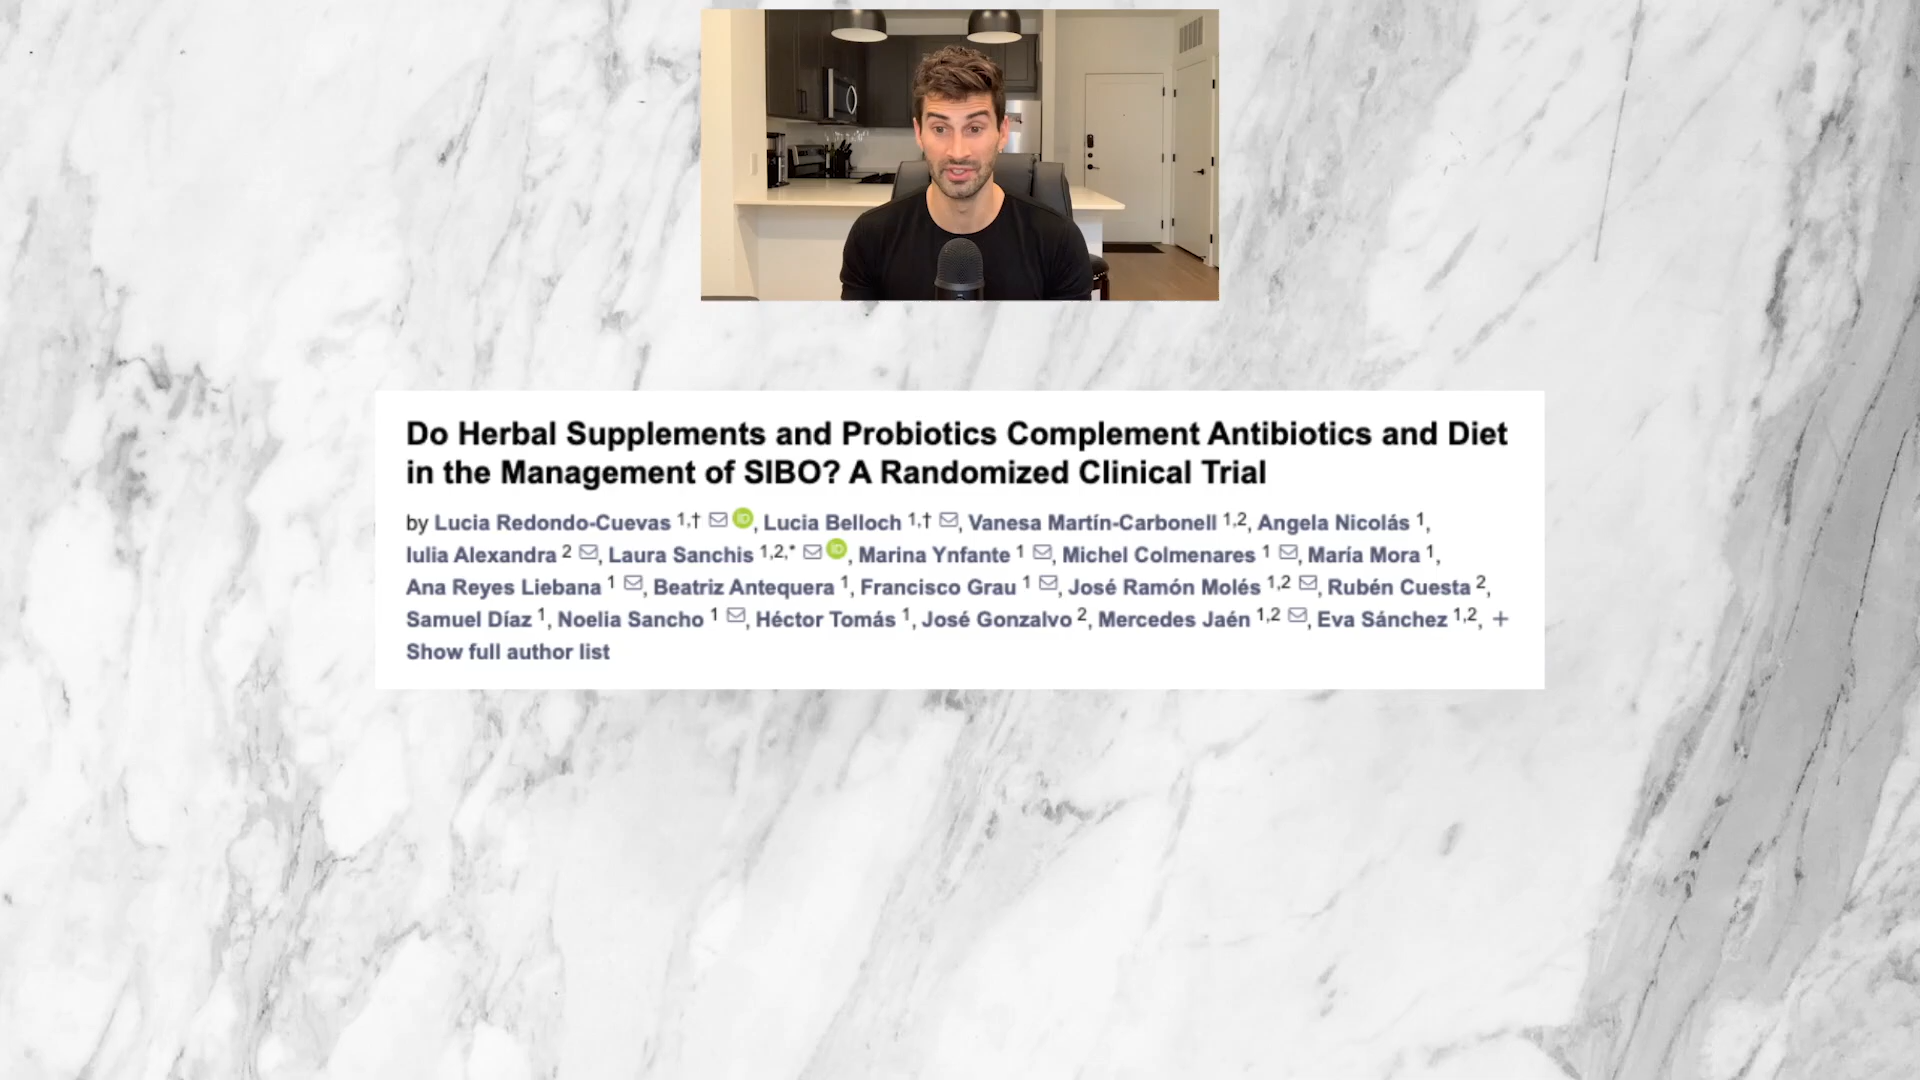 Do Herbal Supplements and Probiotics Complement Antibiotics and Diet
in the Management of SIBO? A Randomized Clinical Trial
by Lucia Redondo-Cuevas 1,† iD, Lucia Belloch 1,†, Vanesa Martín-Carbonell 1,2, Angela Nicolás 1,
Iulia Alexandra 2, Laura Sanchis 1,2,* iD, Marina Ynfante 1, Michel Colmenares 1, María Mora 1,
Ana Reyes Liebana 1, Beatriz Antequera 1, Francisco Grau 1, José Ramón Molés 1,2, Rubén Cuesta 2,
Samuel Díaz 1, Noelia Sancho 1, Héctor Tomás 1, José Gonzalvo 2, Mercedes Jaén 1,2, Eva Sánchez 1,2, +
Show full author list